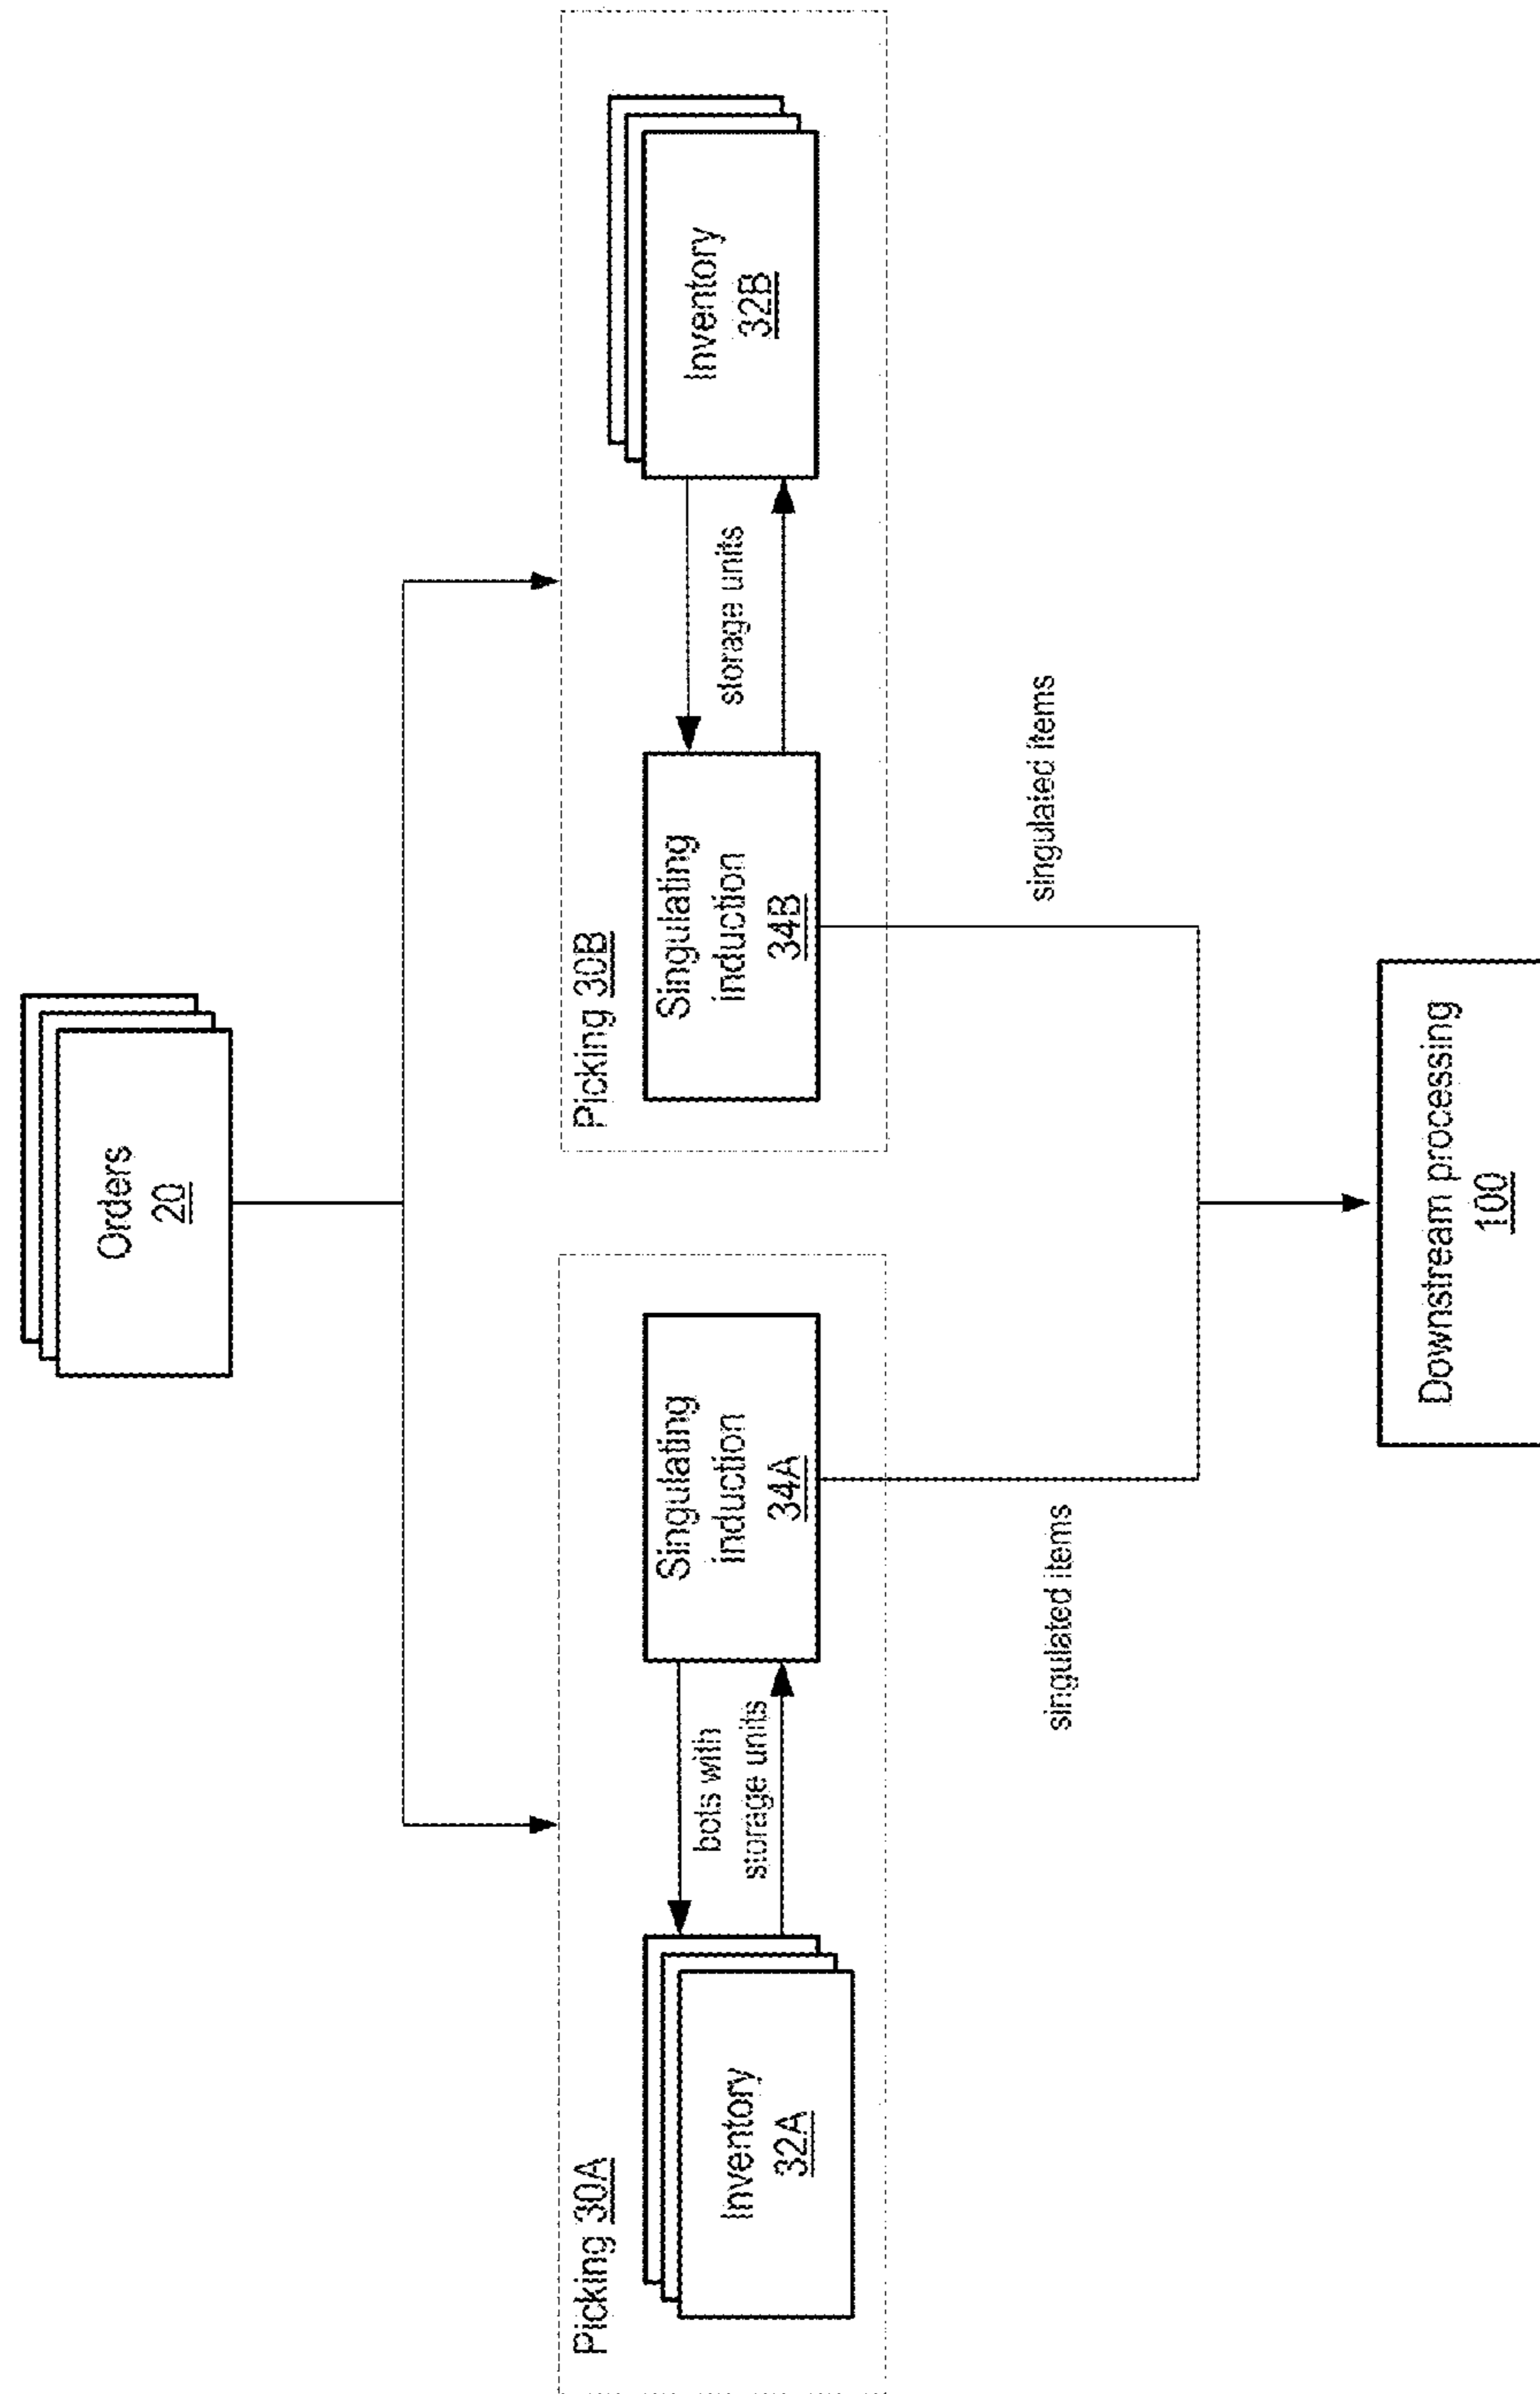 Orders
20
Picking 30A
Inventory
32A
bots with
storage units
Singulating
induction
34A
Picking 30B
Singulating
induction
34B
storage units
Inventory
32B
singulated items
singulated items
Downstream processing
100